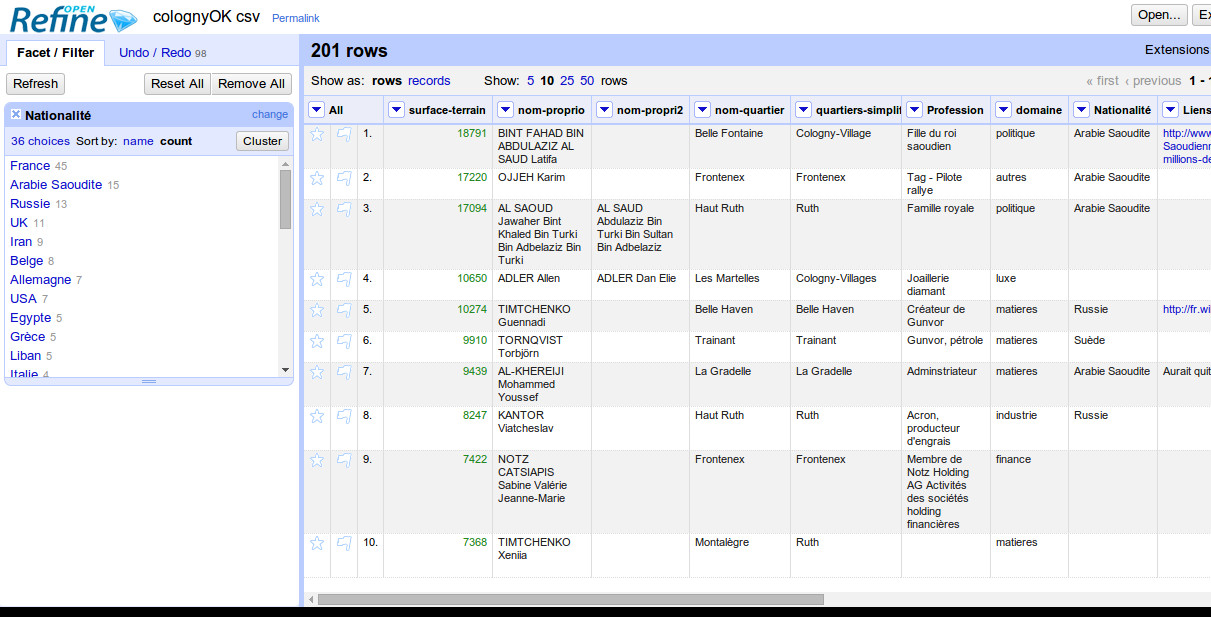 OPEN
Refine
colognyOK csv Permalink Open...
Facet / Filter Undo / Redo 98
201 rows Extensions
Refresh Reset All Remove All
Show as: rows records Show: 5 10 25 50 rows « first ‹ previous 1 -
Nationalité change
36 choices Sort by: name count Cluster
France 45
Arabie Saoudite 15
Russie 13
UK 11
Iran 9
Belge 8
Allemagne 7
USA 7
Egypte 5
Grèce 5
Liban 5
Italie 4
All surface-terrain nom-proprio nom-propri2 nom-quartier quartiers-simplif Profession domaine Nationalité Liens
1. 18791 BINT FAHAD BIN Belle Fontaine Cologny-Village Fille du roi politique Arabie Saoudite http://www
ABDULAZIZ AL saoudien Saoudienn
SAUD Latifa millions-de
2. 17220 OJJEH Karim Frontenex Frontenex Tag - Pilote autres Arabie Saoudite
rallye
3. 17094 AL SAOUD AL SAUD Haut Ruth Ruth Famille royale politique Arabie Saoudite
Jawaher Bint Abdulaziz Bin
Khaled Bin Turki Turki Bin Sultan
Bin Adbelaziz Bin Bin Adbelaziz
Turki
4. 10650 ADLER Allen ADLER Dan Elie Les Martelles Cologny-Villages Joaillerie luxe
diamant
5. 10274 TIMTCHENKO Belle Haven Belle Haven Créateur de matieres Russie http://fr.wi
Guennadi Gunvor
6. 9910 TORNQVIST Trainant Trainant Gunvor, pétrole matieres Suède
Torbjörn
7. 9439 AL-KHEREIJI La Gradelle La Gradelle Adminstriateur matieres Arabie Saoudite Aurait quit
Mohammed
Youssef
8. 8247 KANTOR Haut Ruth Ruth Acron, industrie Russie
Viatcheslav producteur
d'engrais
9. 7422 NOTZ Frontenex Frontenex Membre de finance
CATSIAPIS Notz Holding
Sabine Valérie AG Activités
Jeanne-Marie des sociétés
holding
financières
10. 7368 TIMTCHENKO Montalègre Ruth matieres
Xeniia